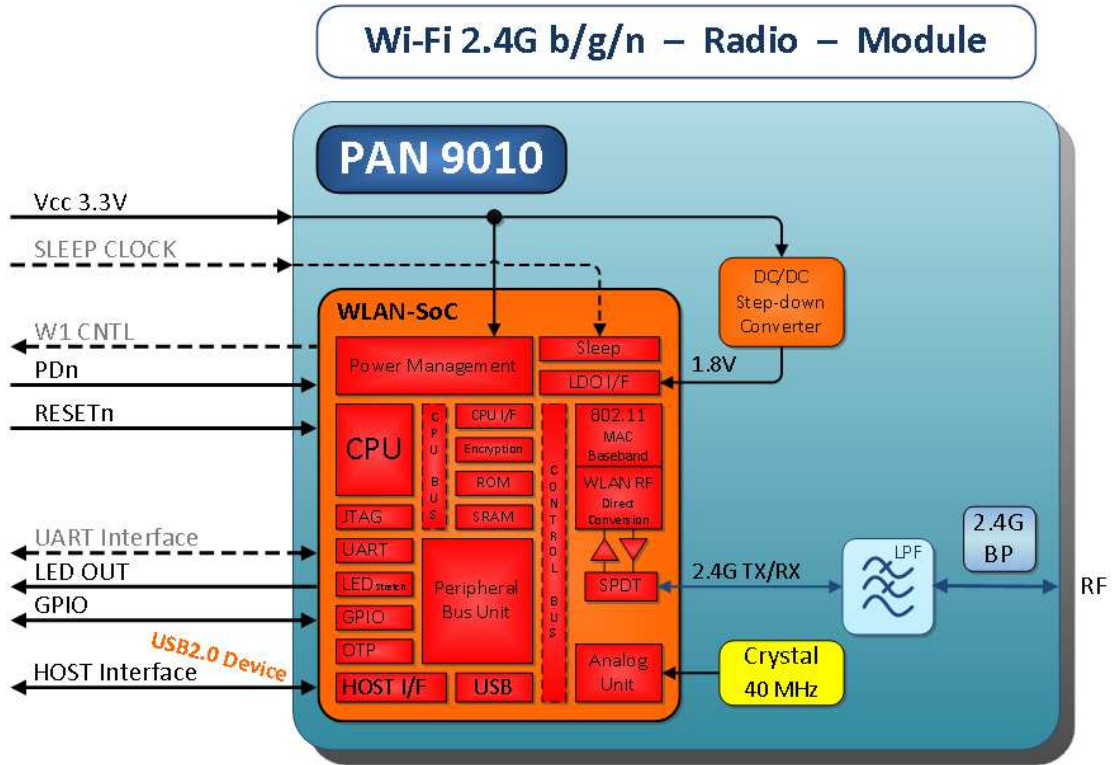 Wi-Fi 2.4G b/g/n – Radio – Module
PAN 9010
Vcc 3.3V
SLEEP CLOCK
W1 CNTL
PDn
RESETn
UART Interface
LED OUT
GPIO
USB2.0 Device
HOST Interface
DC/DC
Step-down
Converter
1.8V
WLAN-SoC
Power Management
Sleep
LDO I/F
CPU
CPU BUS
CPU I/F
Encryption
ROM
SRAM
CONTROL BUS
802.11
MAC
Baseband
WLAN RF
Direct
Conversion
JTAG
UART
LED Stretch
GPIO
OTP
Peripheral
Bus Unit
SPDT
2.4G TX/RX
LPF
2.4G
BP
RF
HOST I/F
USB
Analog
Unit
Crystal
40 MHz